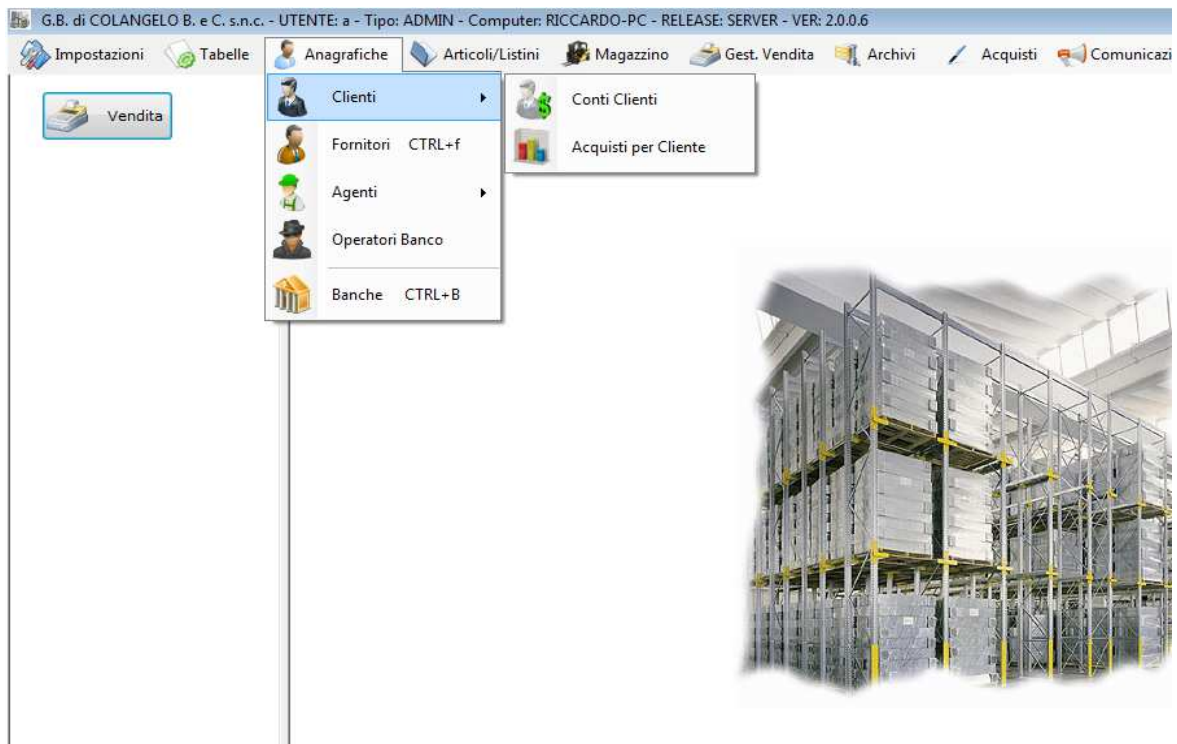 G.B. di COLANGELO B. e C. s.n.c. - UTENTE: a - Tipo: ADMIN - Computer: RICCARDO-PC - RELEASE: SERVER - VER: 2.0.0.6
Impostazioni Tabelle Anagrafiche Articoli/Listini Magazzino Gest. Vendita Archivi Acquisti Comunicazi
Vendita
Clienti
Conti Clienti
Fornitori CTRL+f
Acquisti per Cliente
Agenti
Operatori Banco
Banche CTRL+B